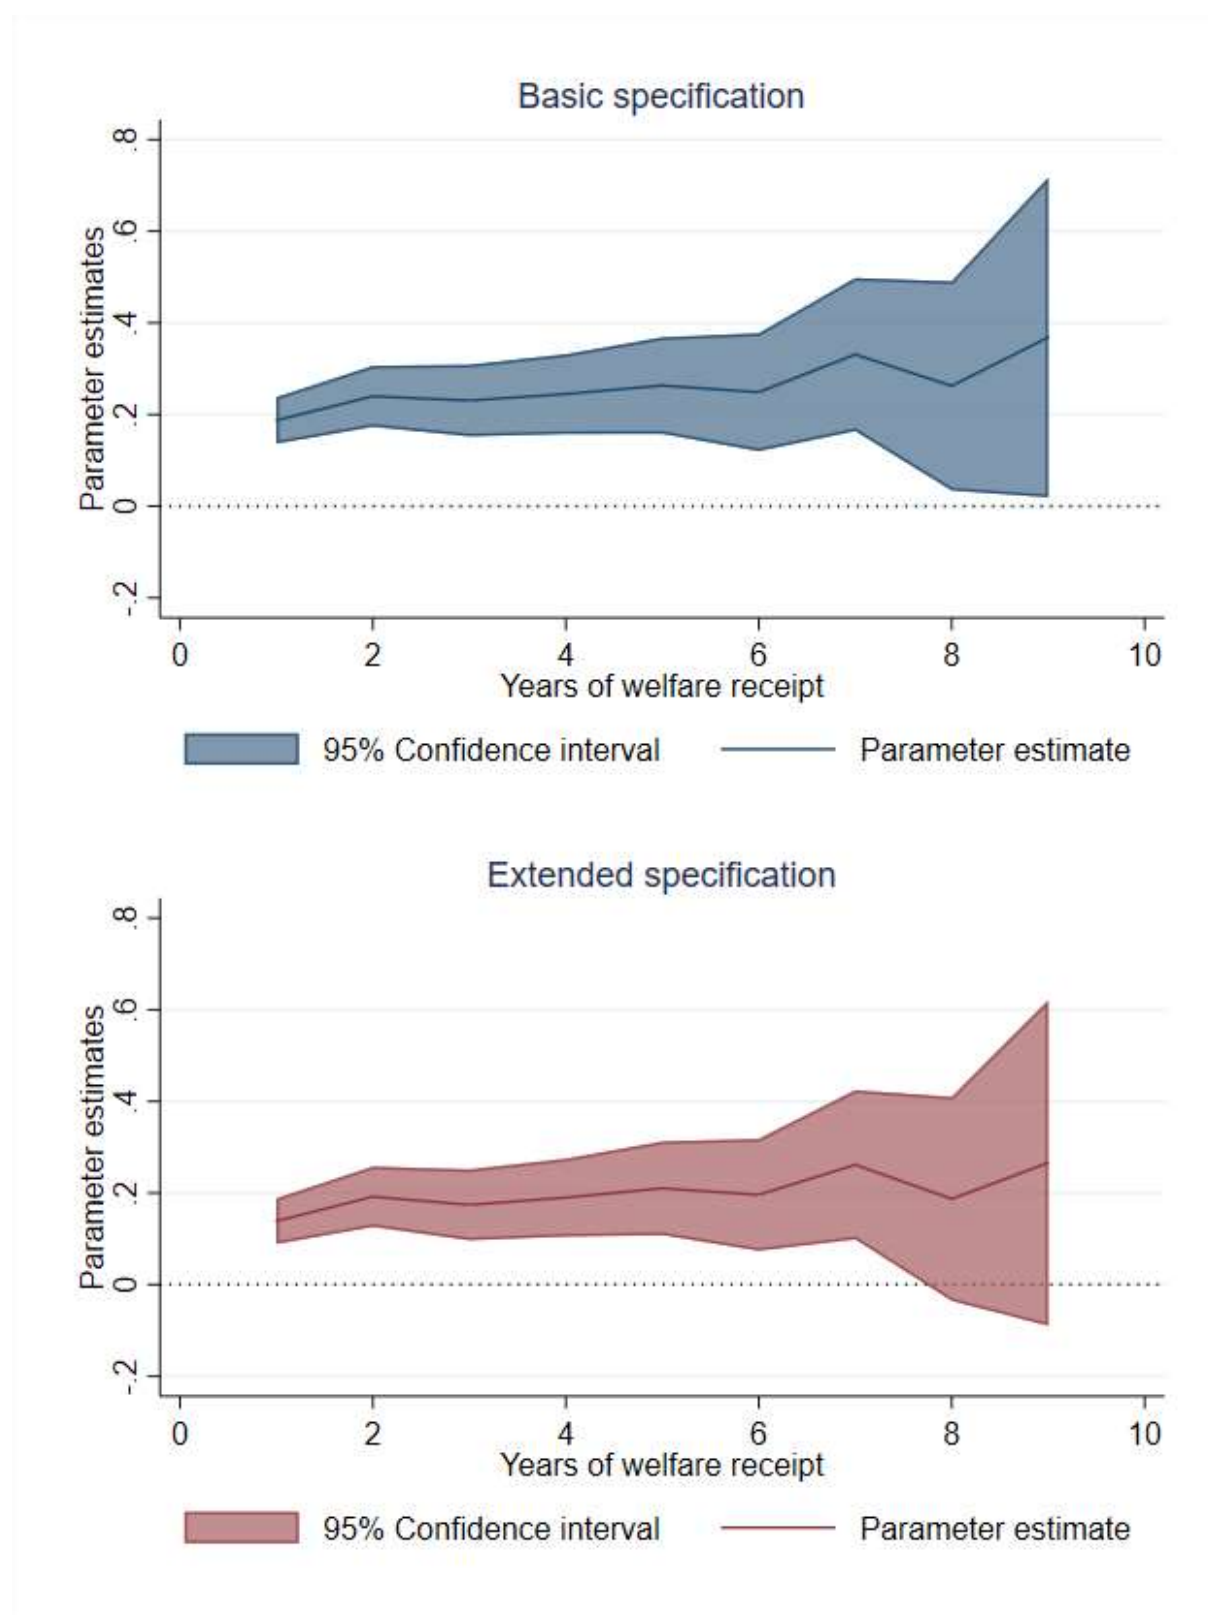 Basic specification
Parameter estimates
.8
.6
.4
.2
0
-.2
0 2 4 6 8 10
Years of welfare receipt
95% Confidence interval Parameter estimate
Extended specification
Parameter estimates
.8
.6
.4
.2
0
-.2
0 2 4 6 8 10
Years of welfare receipt
95% Confidence interval Parameter estimate